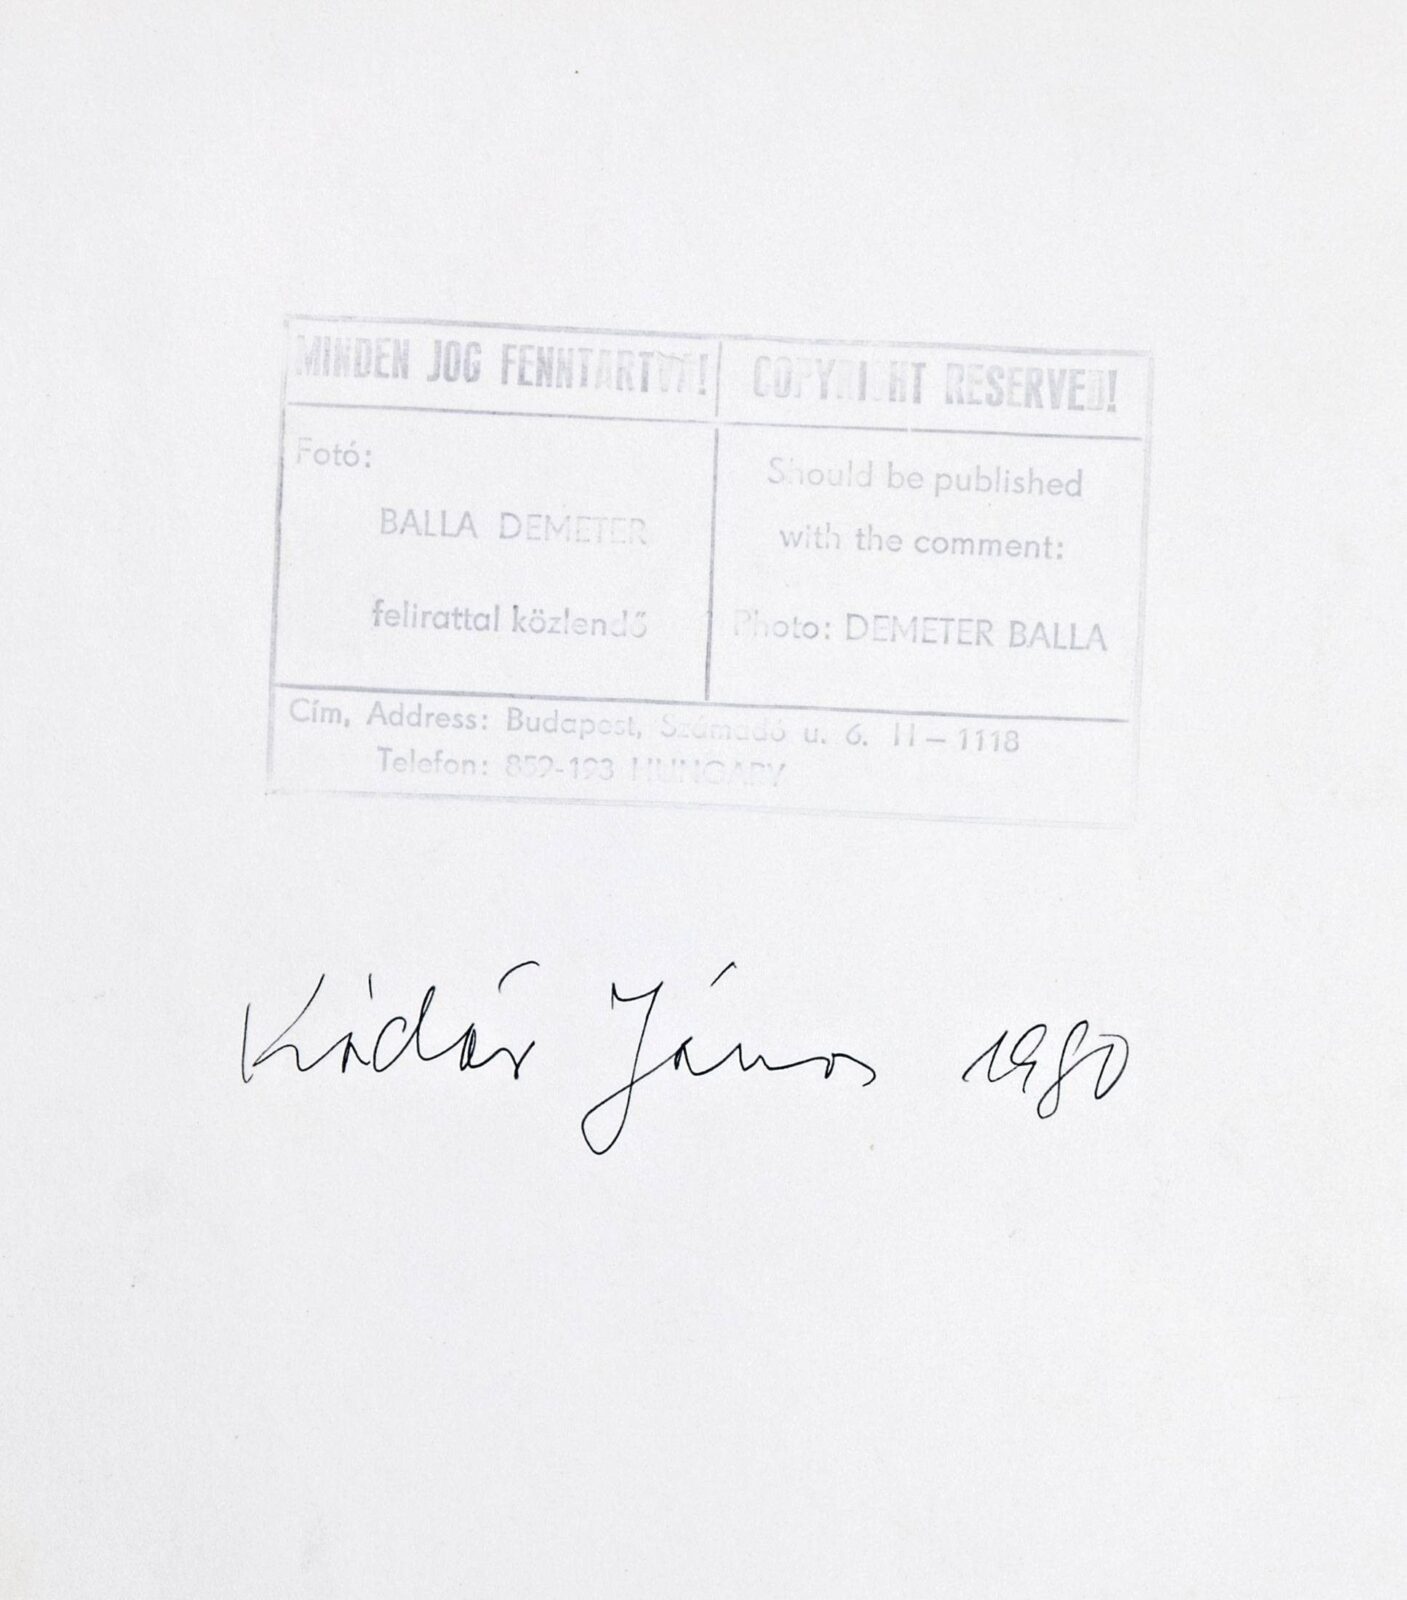 MINDEN JOG FENNTARTVA!
COPYRIGHT RESERVED!
Fotó:
BALLA DEMETER
felirattal közlendő
Should be published
with the comment:
Photo: DEMETER BALLA
Cím, Address: Budapest, Számadó u. 6. H – 1118
Telefon: 859-193 HUNGARY
Kádár János 1980